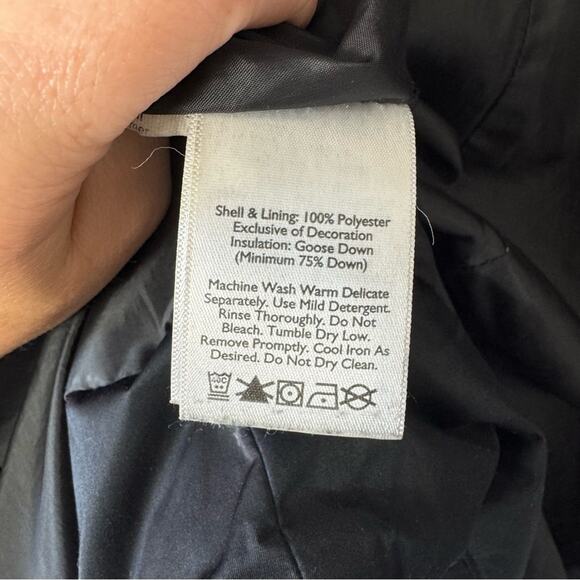 Shell & Lining: 100% Polyester
Exclusive of Decoration
Insulation: Goose Down
(Minimum 75% Down)
Machine Wash Warm Delicate
Separately. Use Mild Detergent.
Rinse Thoroughly. Do Not
Bleach. Tumble Dry Low.
Remove Promptly. Cool Iron As
Desired. Do Not Dry Clean.
40C